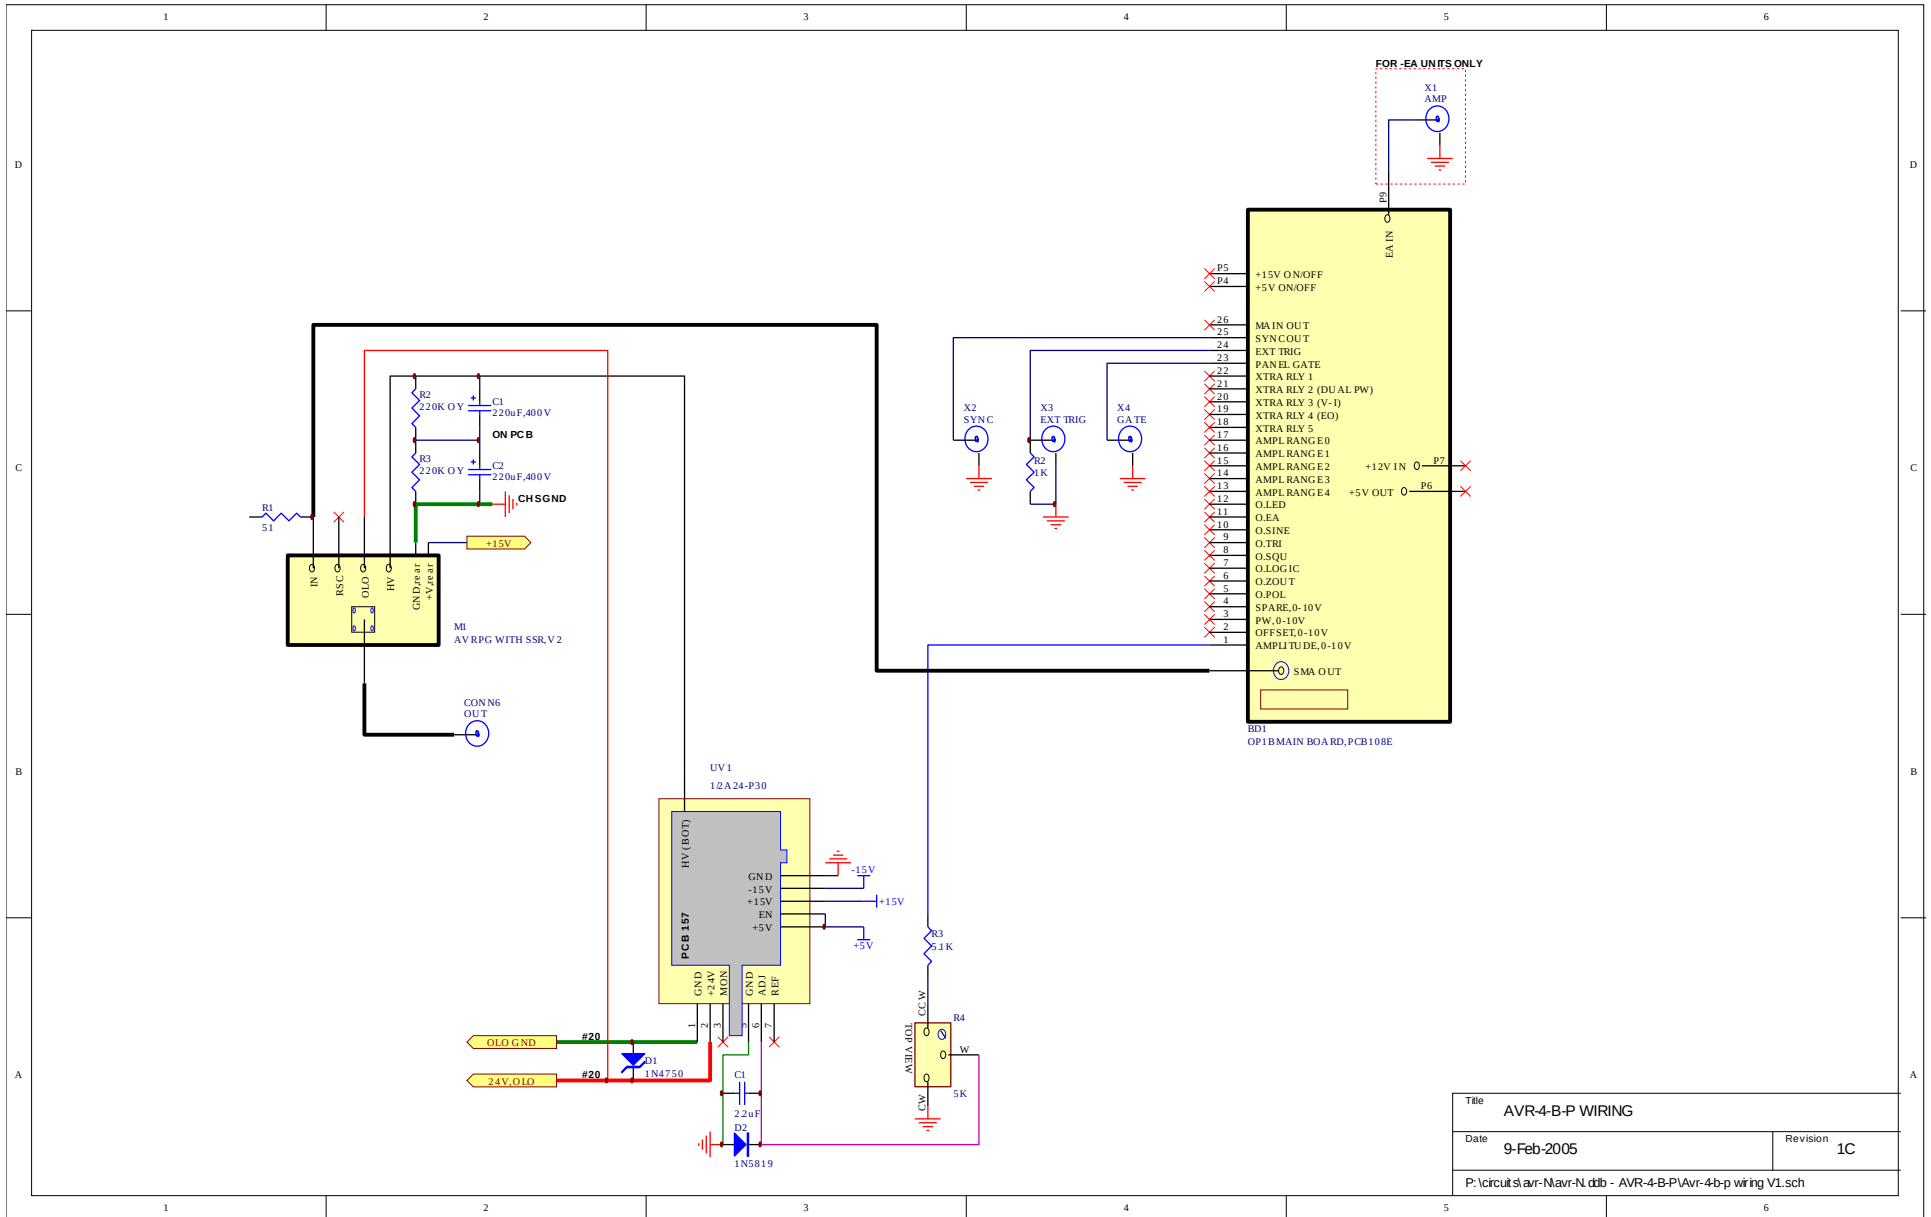 1 2 3 4 5 6
FOR -EA UNITS ONLY
X1
AMP
D D
P9
EA IN
P5 +15V ON/OFF
P4 +5V ON/OFF
26 MAIN OUT
25 SYNC OUT
24 EXT TRIG
23 PANEL GATE
22 XTRA RLY 1
21 XTRA RLY 2 (DUAL PW)
20 XTRA RLY 3 (V-I)
19 XTRA RLY 4 (EO)
18 XTRA RLY 5
17 AMPL RANGE 0
16 AMPL RANGE 1
15 AMPL RANGE 2
14 AMPL RANGE 3
13 AMPL RANGE 4
12 O.LED
11 O.EA
10 O.SINE
9 O.TRI
8 O.SQU
7 O.LOGIC
6 O.ZOUT
5 O.POL
4 SPARE, 0-10V
3 PW, 0-10V
2 OFFSET, 0-10V
1 AMPLITUDE, 0-10V
SMA OUT
+12V IN P7
+5V OUT P6
BD1
OP1B MAIN BOARD, PCB108E
X2
SYNC
X3
EXT TRIG
X4
GATE
R2
1K
R2
220K OY
C1
220uF, 400V
ON PCB
R3
220K OY
C2
220uF, 400V
CHS GND
C C
R1
51
+15V
IN
RSC
OLO
HV
GND, rear
+V, rear
M1
AVRPG WITH SSR, V2
CONN6
OUT
B B
UV1
1/2A24-P30
HV (BOT)
PCB 157
GND
-15V
+15V
EN
+5V
-15V
+15V
+5V
GND
+24V
MON
GND
ADJ
REF
1
2
3
5
6
7
OLO GND #20
24V, OLO #20
D1
1N4750
C1
2.2uF
D2
1N5819
R3
5.1K
CCW
R4
TOP VIEW
W
5K
CW
A A
Title AVR-4-B-P WIRING
Date 9-Feb-2005
Revision 1C
P:\circuits\avr-N\avr-N.ddb - AVR-4-B-P\Avr-4-b-p wiring V1.sch
1 2 3 4 5 6